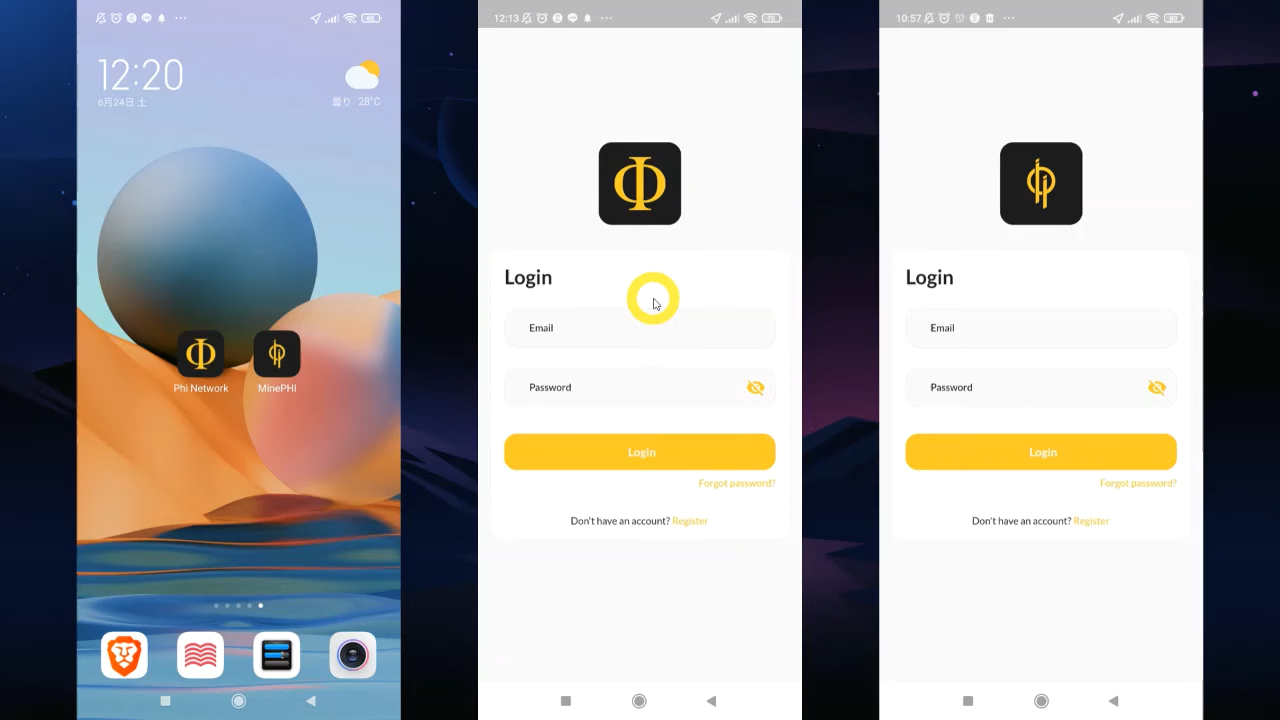 12:20
6月24日 土
曇り 28°C
Phi Network
MinePHI
12:13
Login
Email
Password
Login
Forgot password?
Don't have an account? Register
10:57
Login
Email
Password
Login
Forgot password?
Don't have an account? Register